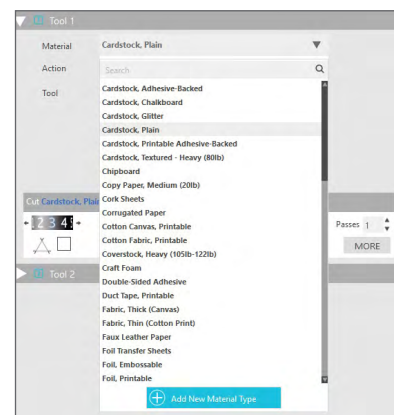 Tool 1
Material Cardstock, Plain
Action
Search
Tool
Cardstock, Adhesive-Backed
Cardstock, Chalkboard
Cardstock, Glitter
Cardstock, Plain
Cardstock, Printable Adhesive-Backed
Cardstock, Textured - Heavy (80lb)
Chipboard
Copy Paper, Medium (20lb)
Cork Sheets
Corrugated Paper
Cotton Canvas, Printable
Cotton Fabric, Printable
Coverstock, Heavy (105lb-122lb)
Craft Foam
Double-Sided Adhesive
Duct Tape, Printable
Fabric, Thick (Canvas)
Fabric, Thin (Cotton Print)
Faux Leather Paper
Foil Transfer Sheets
Foil, Embossable
Foil, Printable
Add New Material Type
Cut Cardstock, Plai
2 3 4
Passes 1
MORE
Tool 2